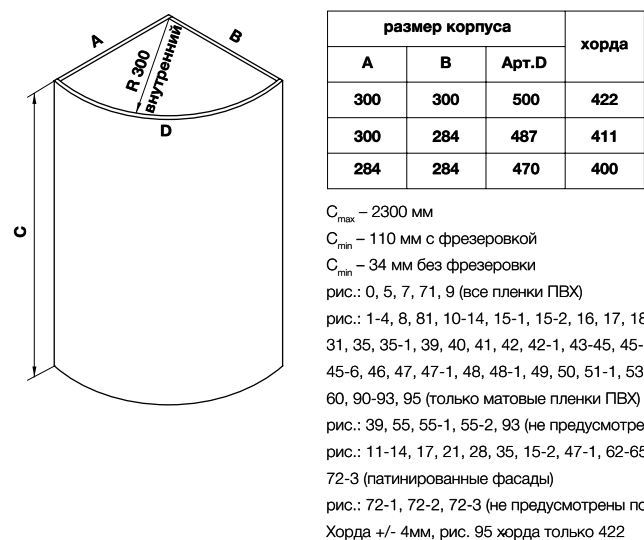 A
B
R 300
внутренний
D
C
размер корпуса хорда
A B Арт.D
300 300 500 422
300 284 487 411
284 284 470 400
Cmax – 2300 мм
Cmin – 110 мм с фрезеровкой
Cmin – 34 мм без фрезеровки
рис.: 0, 5, 7, 71, 9 (все пленки ПВХ)
рис.: 1-4, 8, 81, 10-14, 15-1, 15-2, 16, 17, 18
31, 35, 35-1, 39, 40, 41, 42, 42-1, 43-45, 45-
45-6, 46, 47, 47-1, 48, 48-1, 49, 50, 51-1, 53
60, 90-93, 95 (только матовые пленки ПВХ)
рис.: 39, 55, 55-1, 55-2, 93 (не предусмотре
рис.: 11-14, 17, 21, 28, 35, 15-2, 47-1, 62-65
72-3 (патинированные фасады)
рис.: 72-1, 72-2, 72-3 (не предусмотрены по
Хорда +/- 4мм, рис. 95 хорда только 422